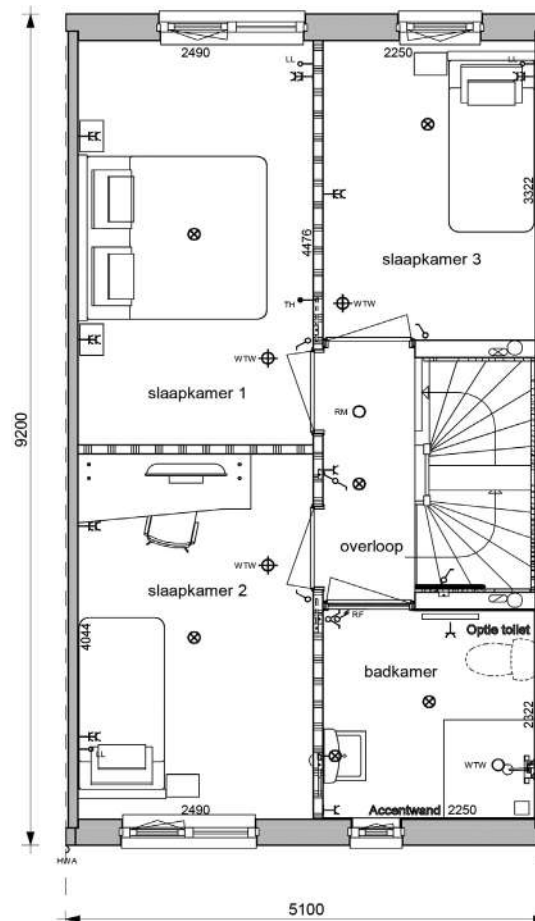 2490
2250
LL
LL
3322
4476
slaapkamer 3
TH
WTW
WTW
slaapkamer 1
9200
RM
WTW
overloop
slaapkamer 2
RF
Optie toilet
4044
badkamer
2322
LL
WTW
2490
Accentwand
2250
HWA
5100